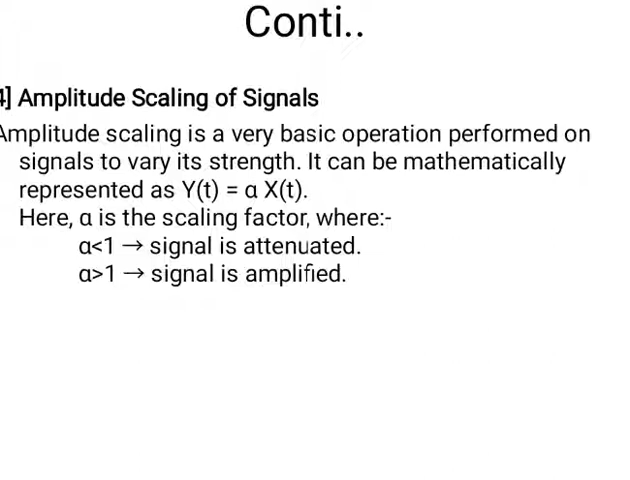 Conti..
4] Amplitude Scaling of Signals
Amplitude scaling is a very basic operation performed on
signals to vary its strength. It can be mathematically
represented as Y(t) = α X(t).
Here, α is the scaling factor, where:-
α<1 → signal is attenuated.
α>1 → signal is amplified.